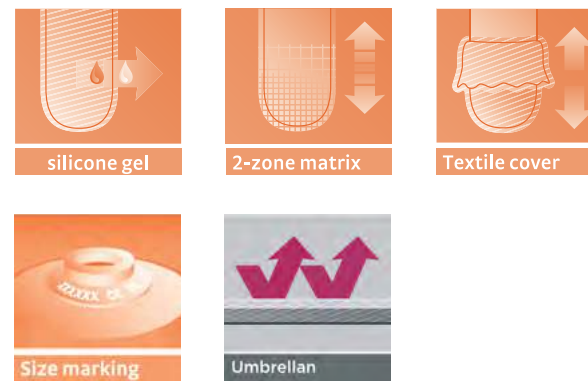 silicone gel
2-zone matrix
Textile cover
Size marking
Umbrellan